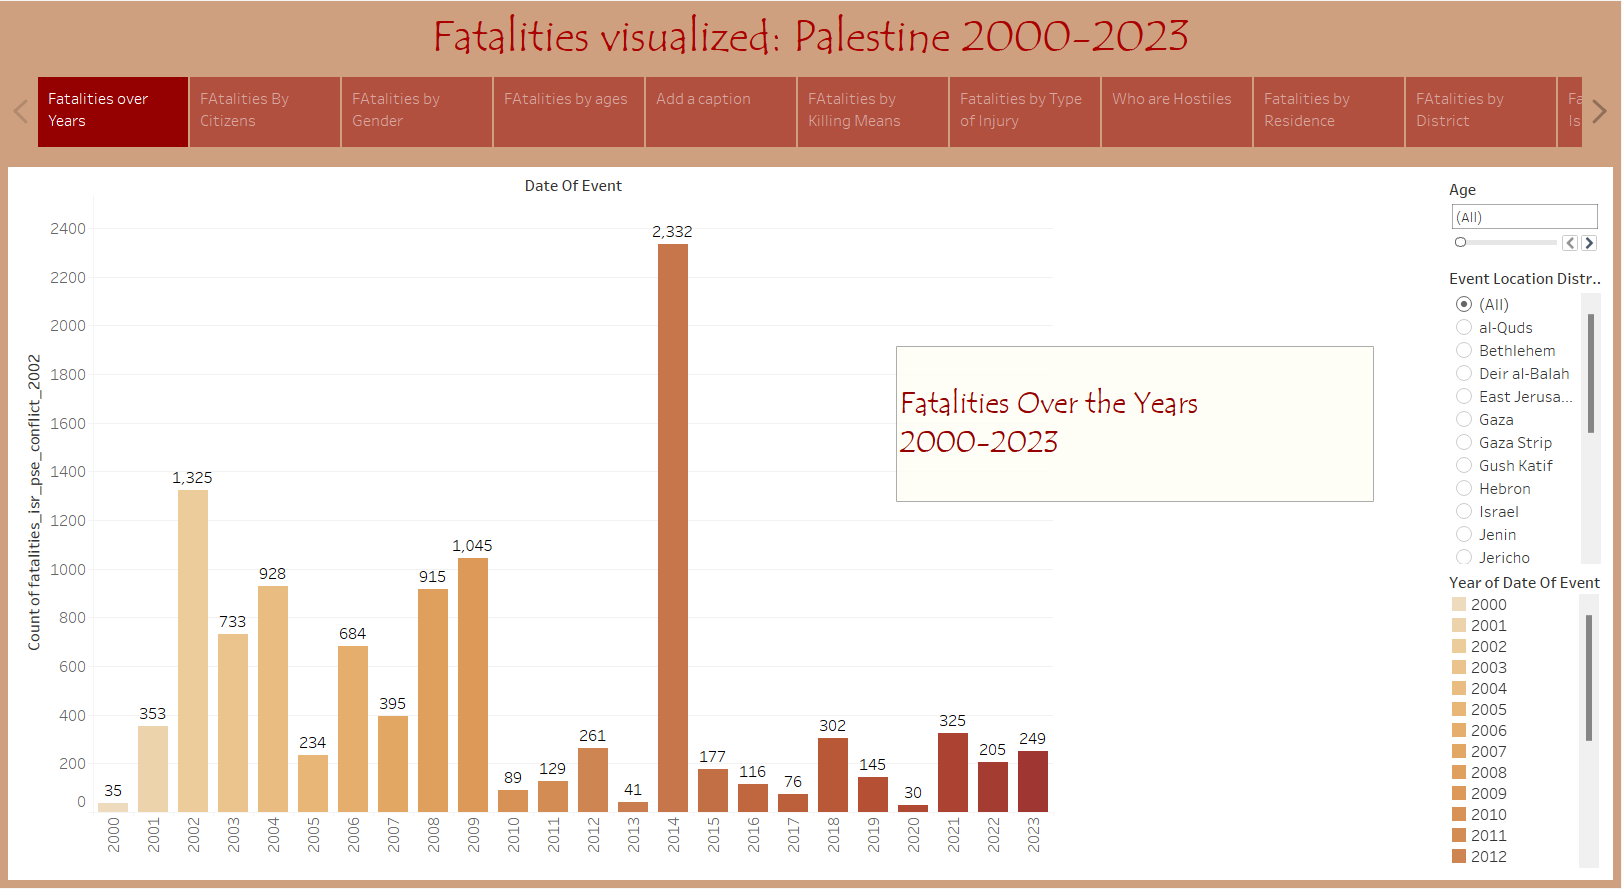 Fatalities visualized: Palestine 2000-2023
Fatalities over
Years
FAtalities By
Citizens
FAtalities by
Gender
FAtalities by ages
Add a caption
FAtalities by
Killing Means
Fatalities by Type
of Injury
Who are Hostiles
Fatalities by
Residence
FAtalities by
District
Fa
Is
Date Of Event
Count of fatalities_isr_pse_conflict_2002
2400
2200
2000
1800
1600
1400
1200
1000
800
600
400
200
0
35
353
1,325
733
928
234
684
395
915
1,045
89
129
261
41
2,332
177
116
76
302
145
30
325
205
249
2000
2001
2002
2003
2004
2005
2006
2007
2008
2009
2010
2011
2012
2013
2014
2015
2016
2017
2018
2019
2020
2021
2022
2023
Fatalities Over the Years
2000-2023
Age
(All)
Event Location Distr..
(All)
al-Quds
Bethlehem
Deir al-Balah
East Jerusa...
Gaza
Gaza Strip
Gush Katif
Hebron
Israel
Jenin
Jericho
Year of Date Of Event
2000
2001
2002
2003
2004
2005
2006
2007
2008
2009
2010
2011
2012